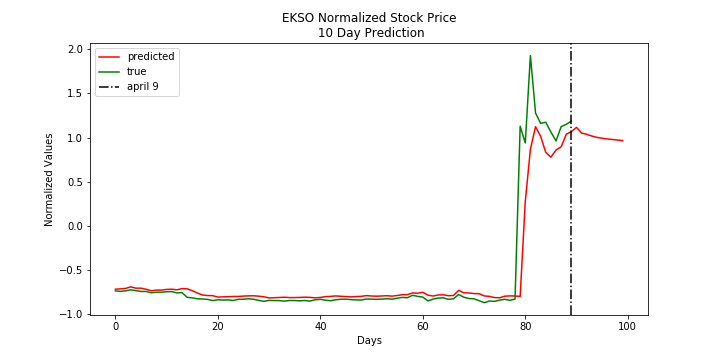 EKSO Normalized Stock Price
10 Day Prediction
predicted
true
april 9
Normalized Values
2.0
1.5
1.0
0.5
0.0
−0.5
−1.0
0 20 40 60 80 100
Days